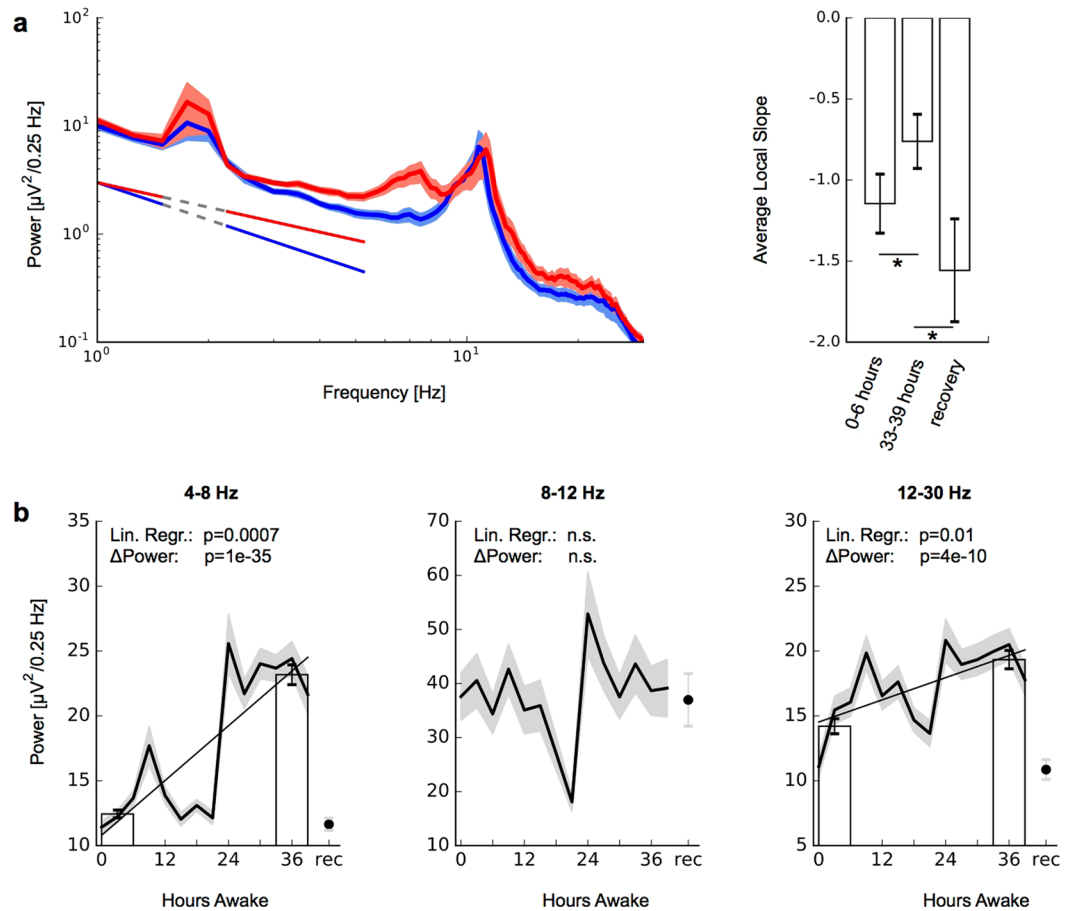 a
10²
10¹
10⁰
10⁻¹
Power [µV²/0.25 Hz]
10⁰
10¹
Frequency [Hz]
0.0
−0.5
−1.0
−1.5
−2.0
Average Local Slope
*
*
0-6 hours
33-39 hours
recovery
b
4-8 Hz
Lin. Regr.: p=0.0007
ΔPower: p=1e-35
35
30
25
20
15
10
Power [µV²/0.25 Hz]
0 12 24 36 rec
Hours Awake
8-12 Hz
Lin. Regr.: n.s.
ΔPower: n.s.
70
60
50
40
30
20
10
0 12 24 36 rec
Hours Awake
12-30 Hz
Lin. Regr.: p=0.01
ΔPower: p=4e-10
30
25
20
15
10
5
0 12 24 36 rec
Hours Awake